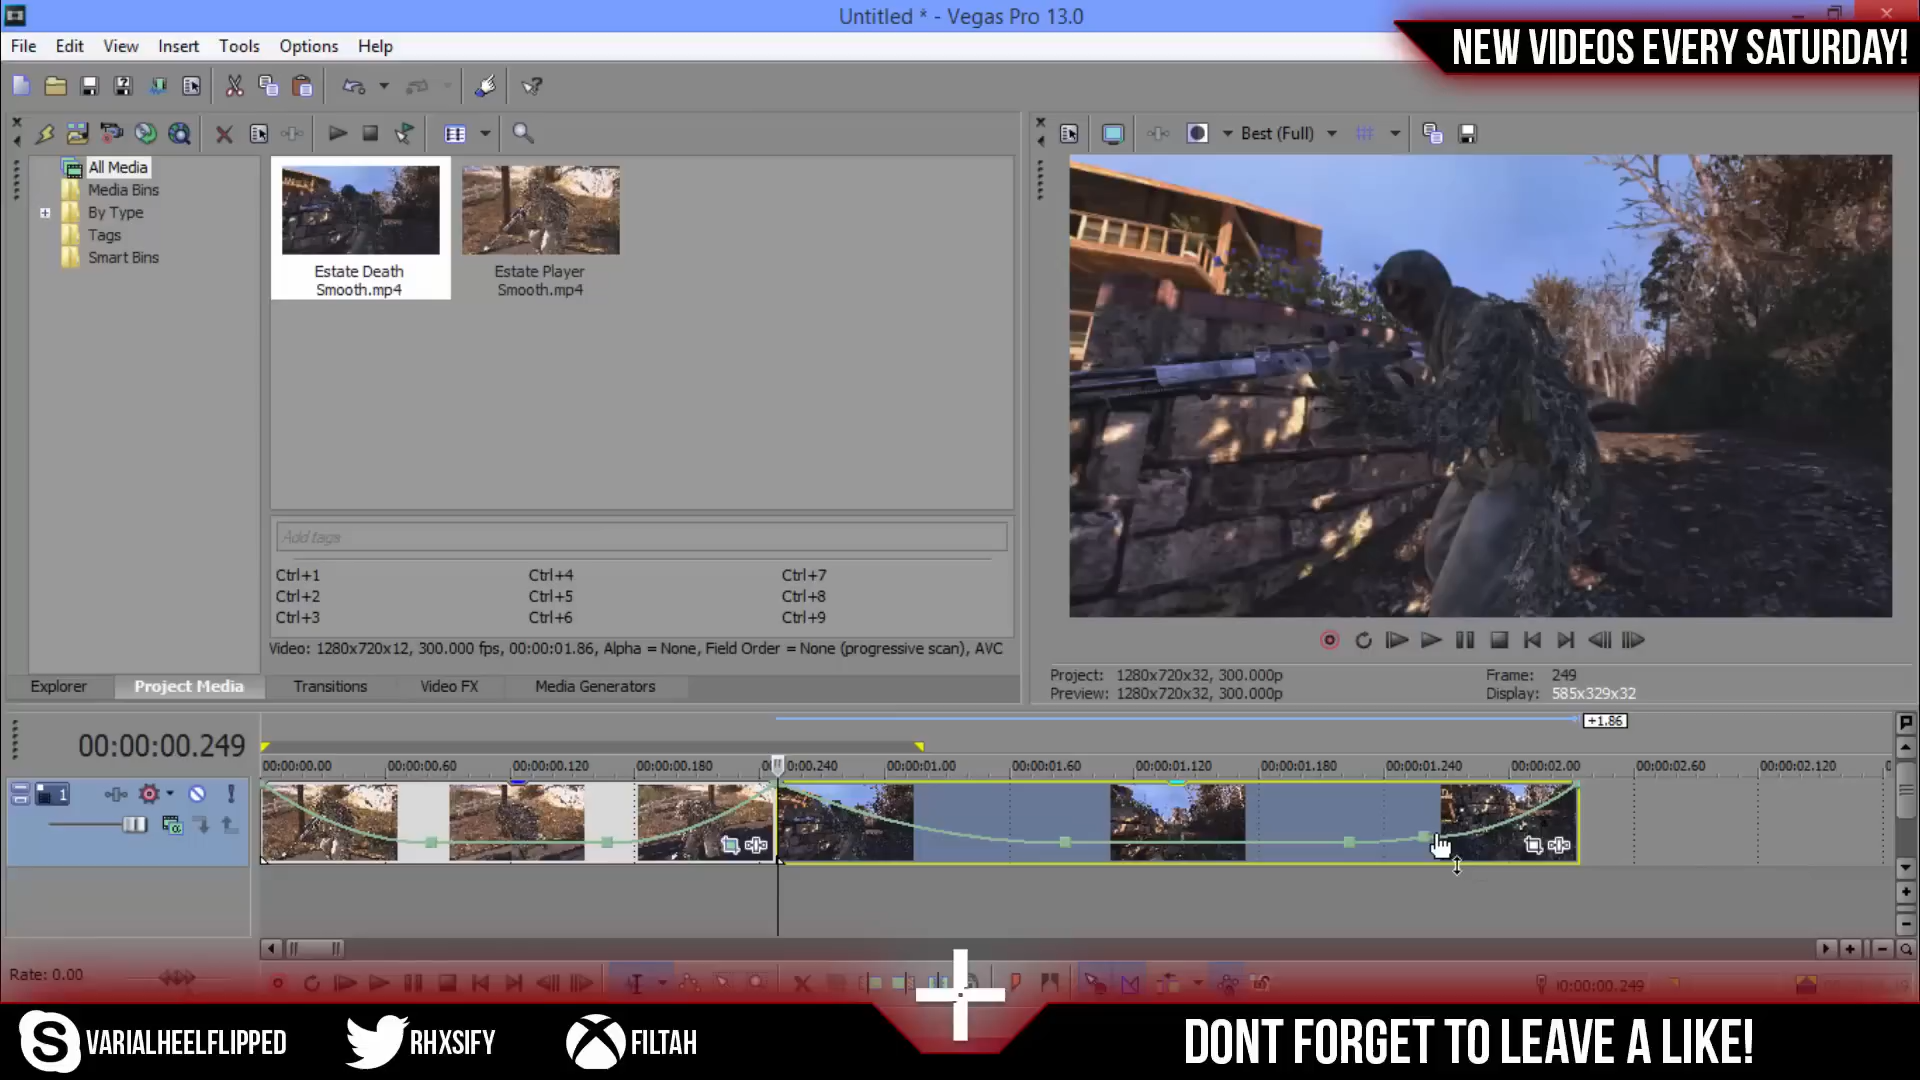 Untitled * - Vegas Pro 13.0
NEW VIDEOS EVERY SATURDAY!
File Edit View Insert Tools Options Help
Best (Full)
All Media
Media Bins
By Type
Tags
Smart Bins
Estate Death
Smooth.mp4
Estate Player
Smooth.mp4
Add tags
Ctrl+1 Ctrl+4 Ctrl+7
Ctrl+2 Ctrl+5 Ctrl+8
Ctrl+3 Ctrl+6 Ctrl+9
Video: 1280x720x12, 300.000 fps, 00:00:01.86, Alpha = None, Field Order = None (progressive scan), AVC
Explorer Project Media Transitions Video FX Media Generators
Project: 1280x720x32, 300.000p Frame: 249
Preview: 1280x720x32, 300.000p Display: 585x329x32
+1.86
00:00:00.249
00:00:00.00 00:00:00.60 00:00:00.120 00:00:00.180 0:00.240 00:00:01.00 00:00:01.60 00:00:01.120 00:00:01.180 00:00:01.240 00:00:02.00 00:00:02.60 00:00:02.120
1
Rate: 0.00
00:00:00.249
VARIALHEELFLIPPED RHXSIFY FILTAH
DONT FORGET TO LEAVE A LIKE!